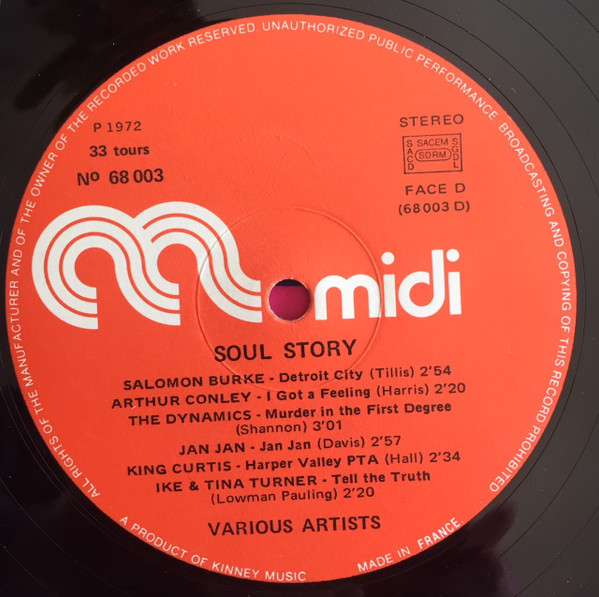 ALL RIGHTS OF THE MANUFACTURER AND OF THE OWNER OF THE RECORDED WORK RESERVED. UNAUTHORIZED PUBLIC PERFORMANCE BROADCASTING AND COPYING OF THIS RECORD PROHIBITED
P 1972
33 tours
Nº 68 003
STEREO
SACD
SACEM
SDRM
SGDL
FACE D
(68 003 D)
midi
SOUL STORY
SALOMON BURKE - Detroit City (Tillis) 2'54
ARTHUR CONLEY - I Got a Feeling (Harris) 2'20
THE DYNAMICS - Murder in the First Degree
(Shannon) 3'01
JAN JAN - Jan Jan (Davis) 2'57
KING CURTIS - Harper Valley PTA (Hall) 2'34
IKE & TINA TURNER - Tell the Truth
(Lowman Pauling) 2'20
VARIOUS ARTISTS
A PRODUCT OF KINNEY MUSIC
MADE IN FRANCE